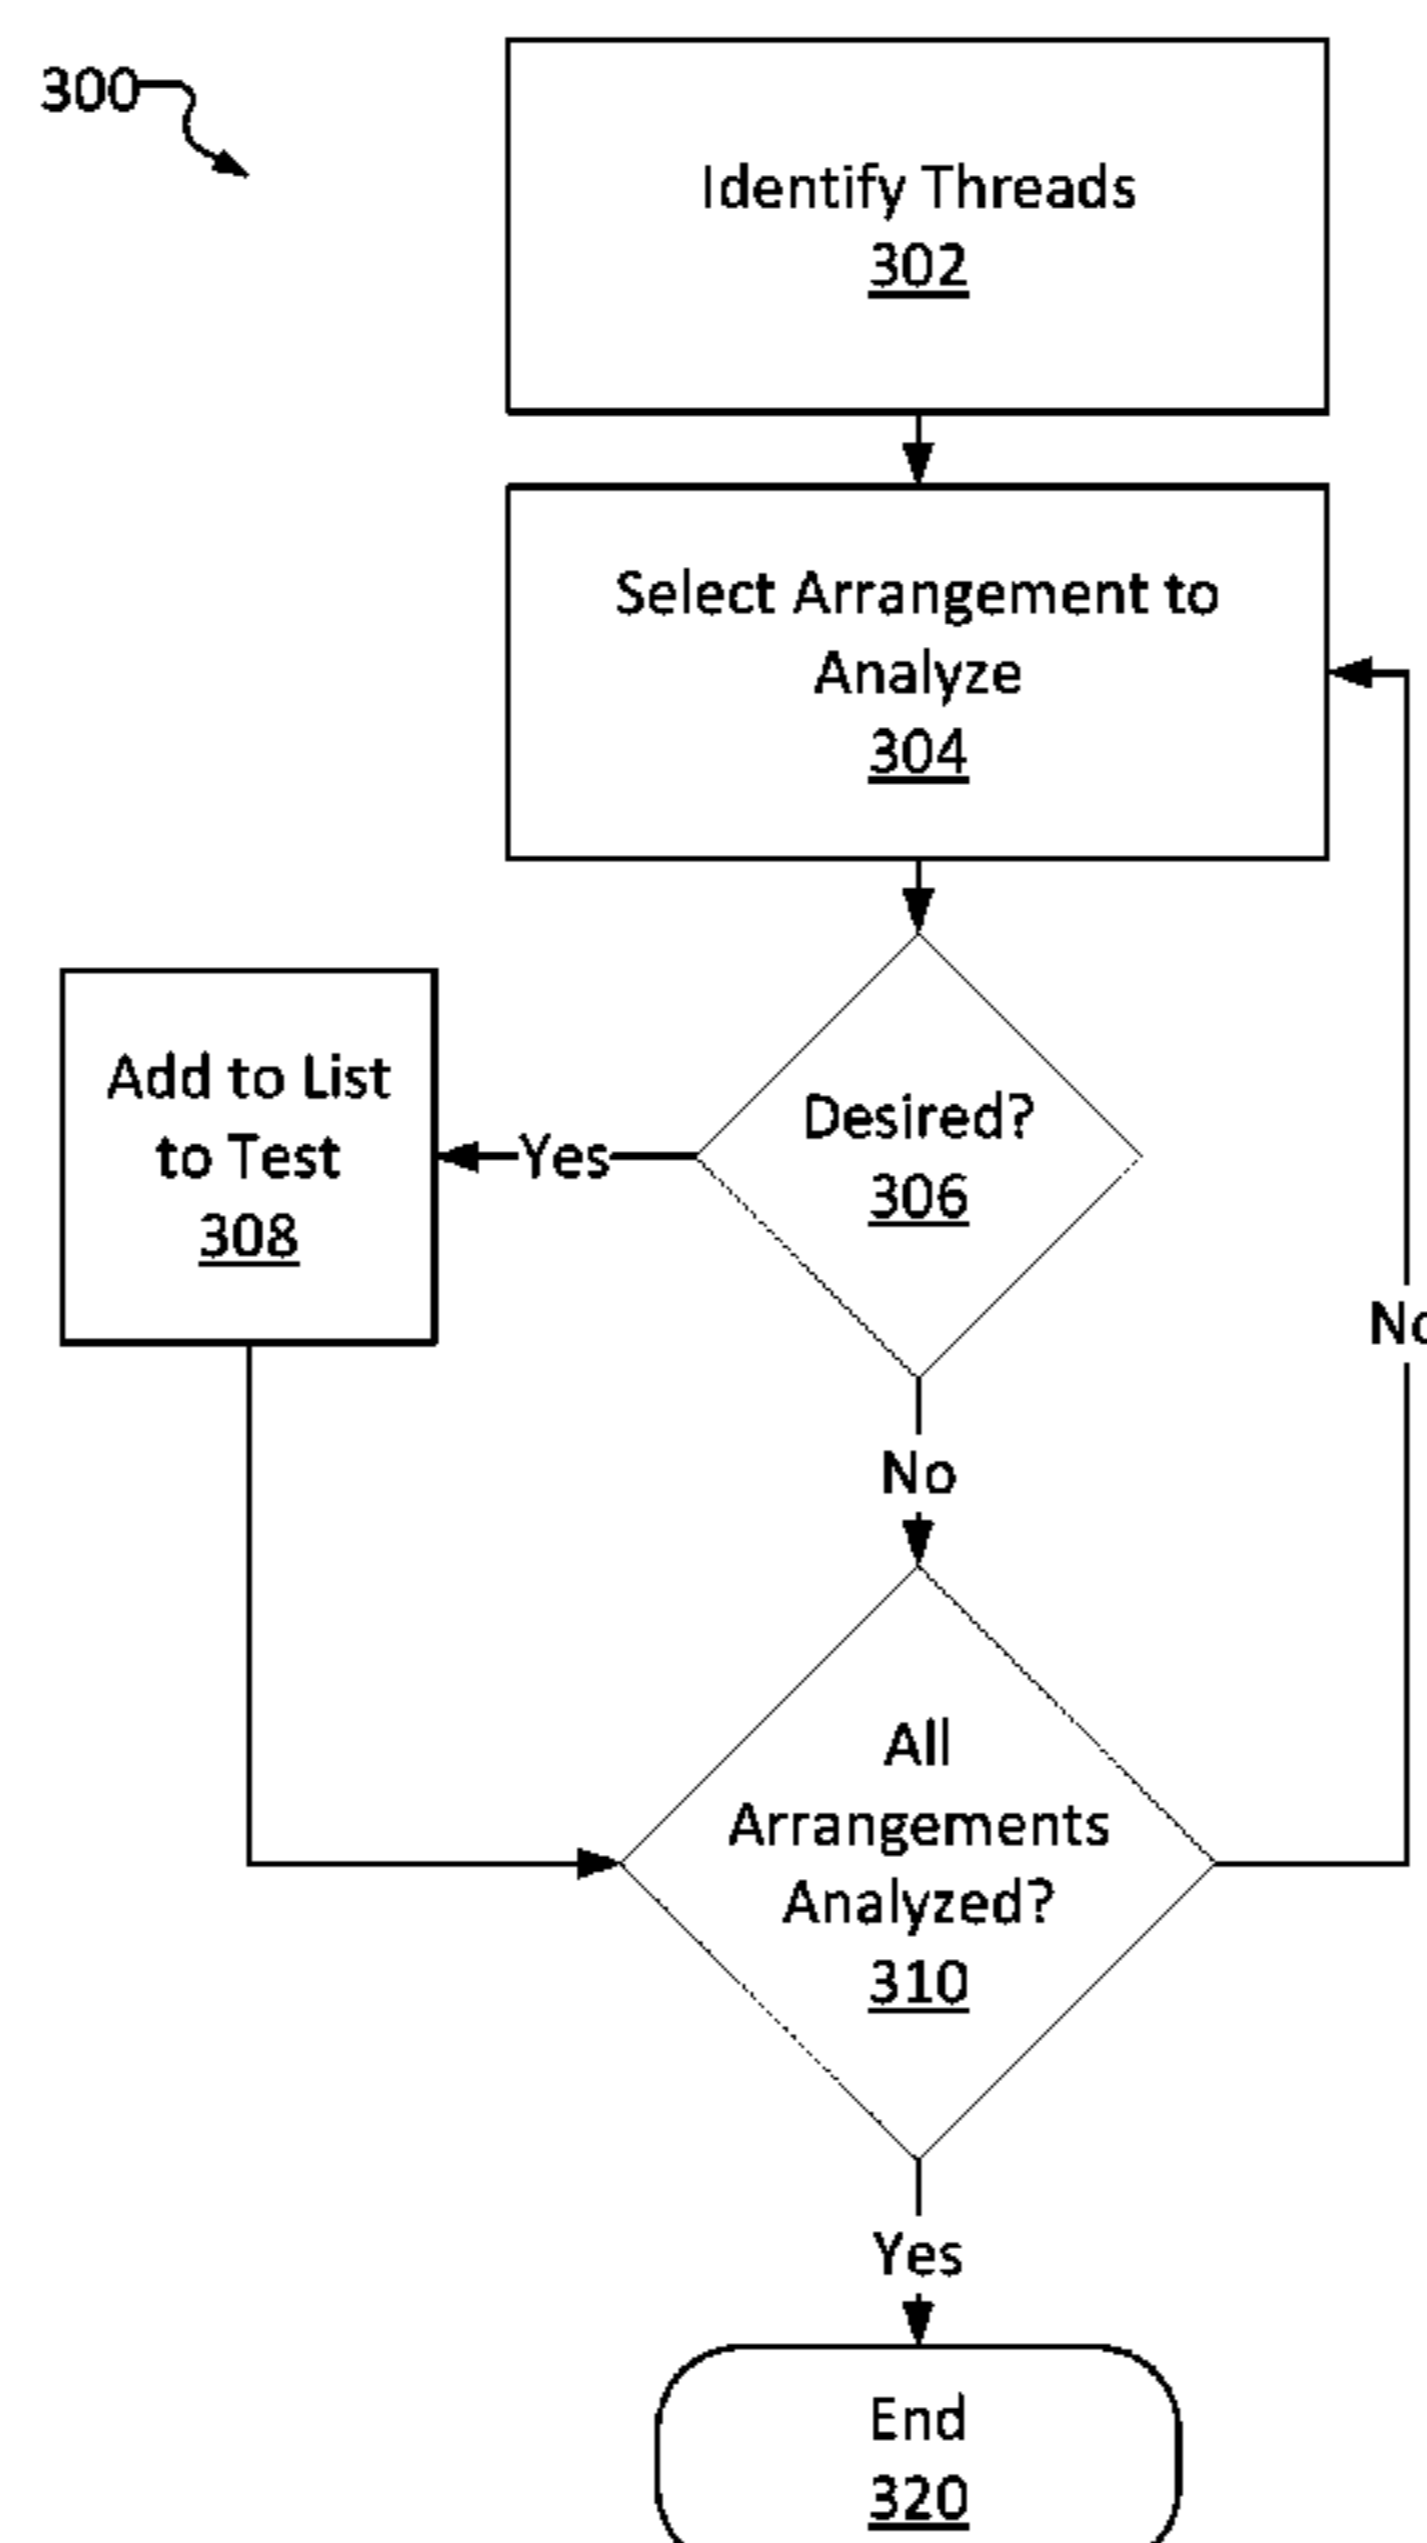 300
Identify Threads
302
Select Arrangement to
Analyze
304
Desired?
306
Yes
Add to List
to Test
308
No
No
All
Arrangements
Analyzed?
310
Yes
End
320